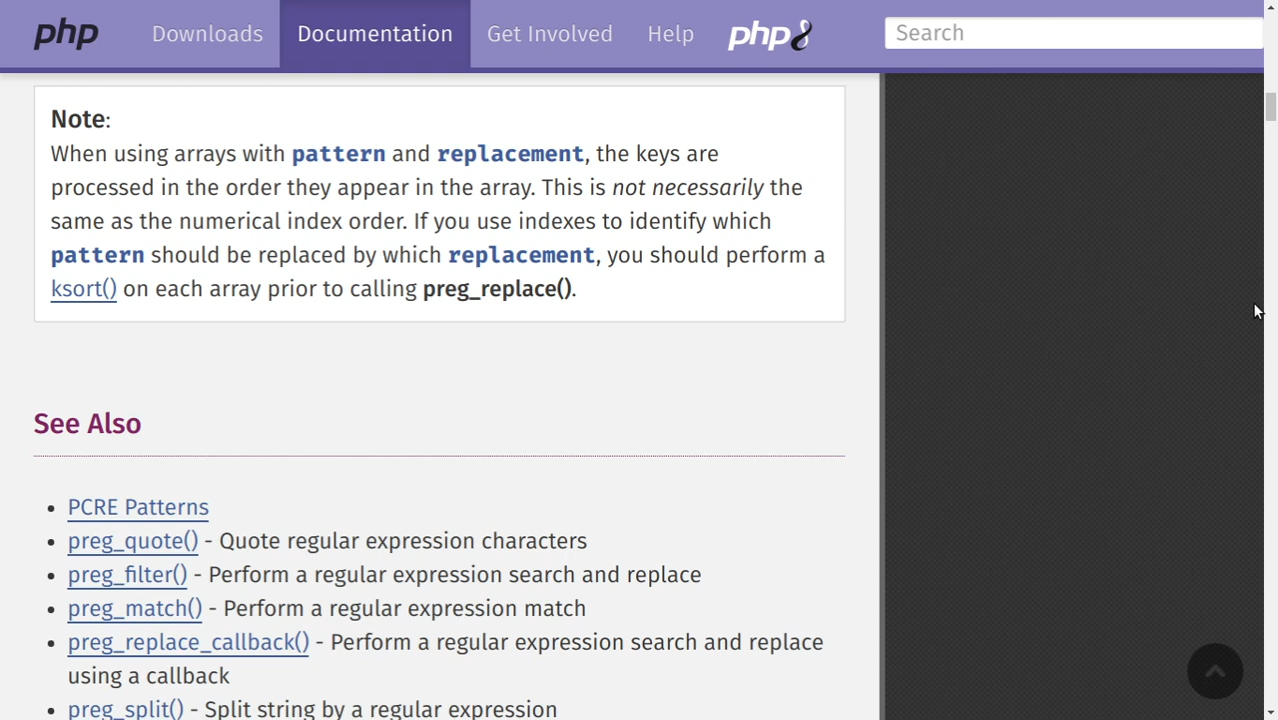 php Downloads Documentation Get Involved Help php8 Search
Note:
When using arrays with pattern and replacement, the keys are
processed in the order they appear in the array. This is not necessarily the
same as the numerical index order. If you use indexes to identify which
pattern should be replaced by which replacement, you should perform a
ksort() on each array prior to calling preg_replace().
See Also
• PCRE Patterns
• preg_quote() - Quote regular expression characters
• preg_filter() - Perform a regular expression search and replace
• preg_match() - Perform a regular expression match
• preg_replace_callback() - Perform a regular expression search and replace
using a callback
• preg_split() - Split string by a regular expression